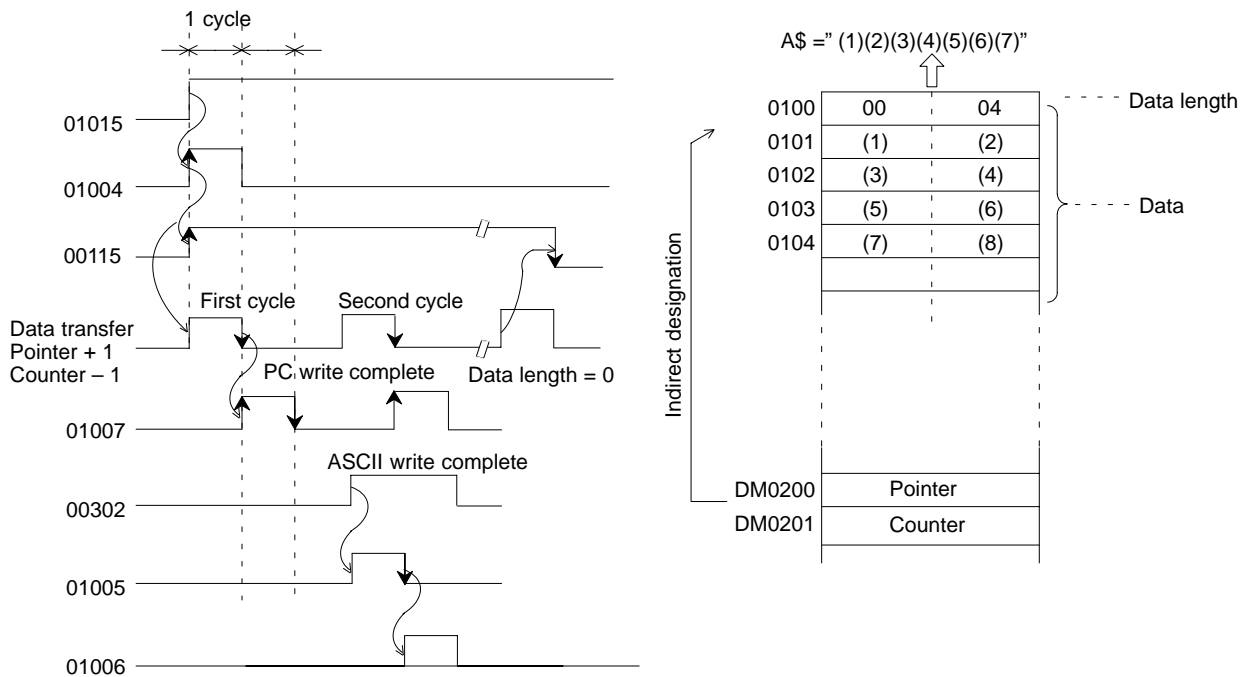 1 cycle
01015
01004
00115
First cycle
Second cycle
Data transfer
Pointer + 1
Counter – 1
PC write complete
Data length = 0
01007
ASCII write complete
00302
01005
01006
A$ =” (1)(2)(3)(4)(5)(6)(7)”
0100 00 04
Data length
0101 (1) (2)
0102 (3) (4)
0103 (5) (6)
Data
0104 (7) (8)
Indirect designation
DM0200 Pointer
DM0201 Counter